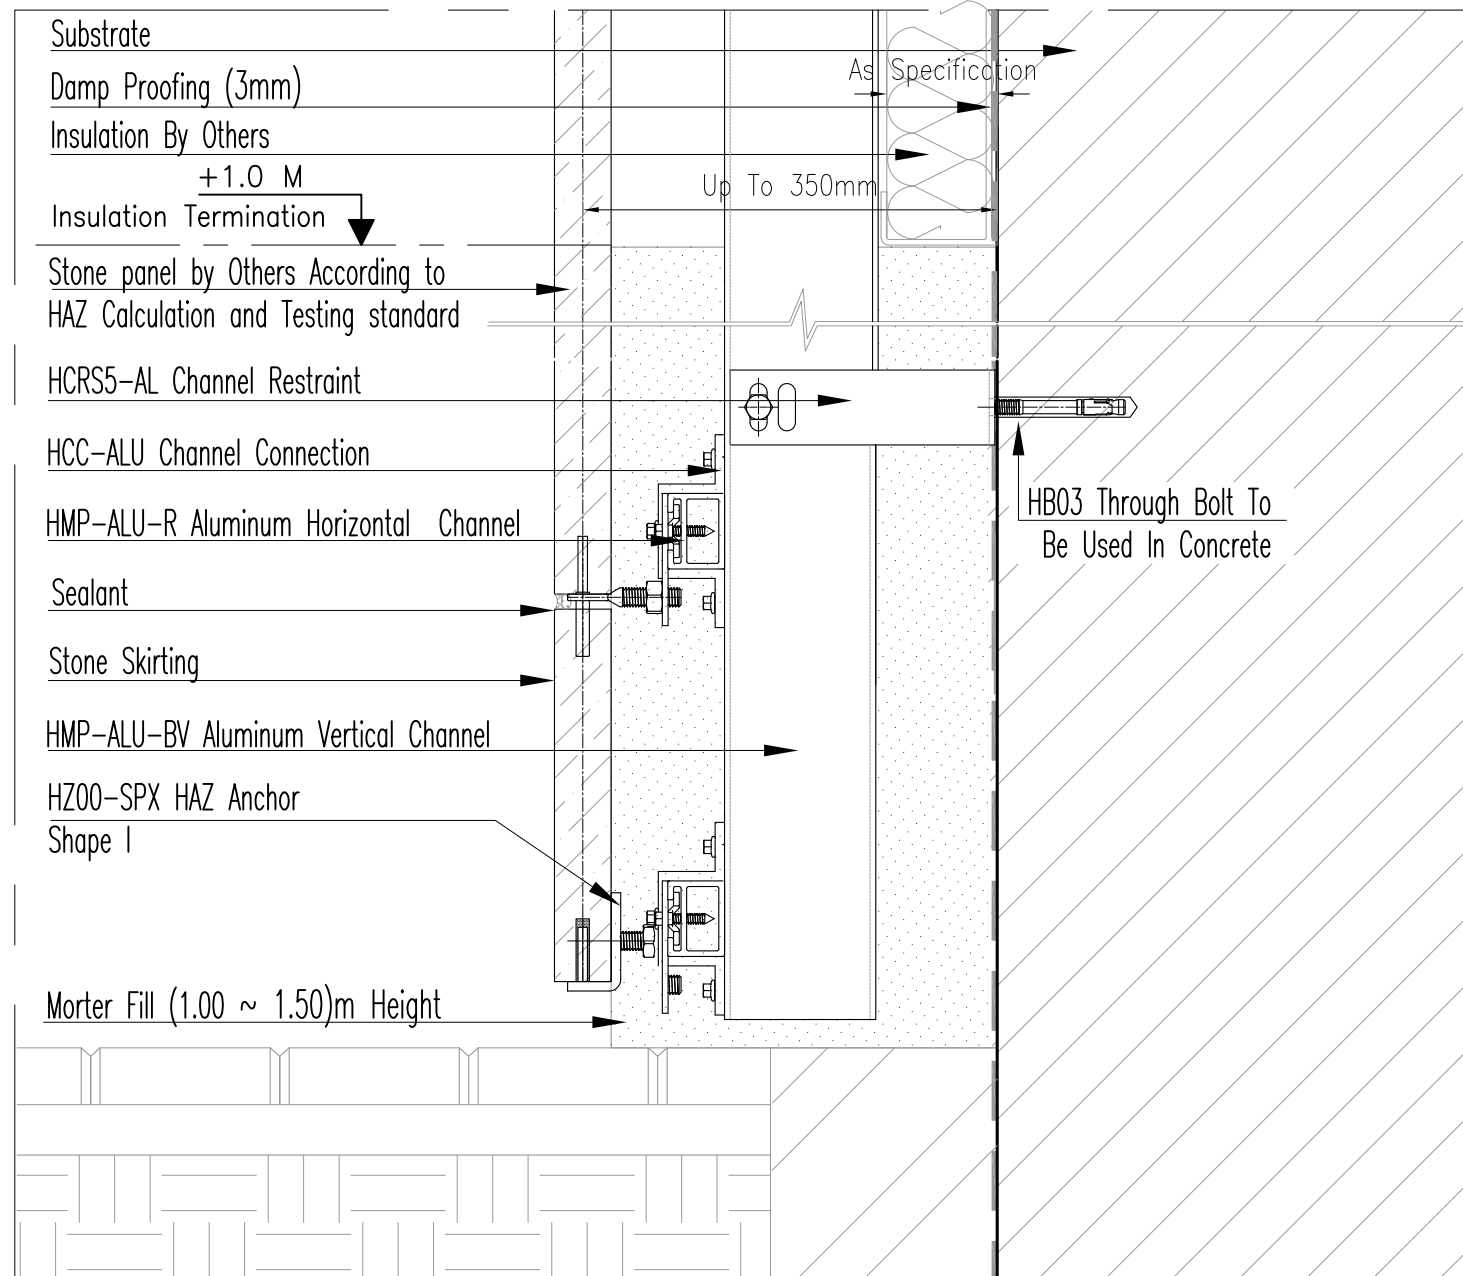 Substrate
As Specification
Damp Proofing (3mm)
Insulation By Others
+1.0 M
Up To 350mm
Insulation Termination
Stone panel by Others According to
HAZ Calculation and Testing standard
HCRS5-AL Channel Restraint
HCC-ALU Channel Connection
HMP-ALU-R Aluminum Horizontal Channel
HB03 Through Bolt To
Be Used In Concrete
Sealant
Stone Skirting
HMP-ALU-BV Aluminum Vertical Channel
HZ00-SPX HAZ Anchor
Shape I
Morter Fill (1.00 ~ 1.50)m Height